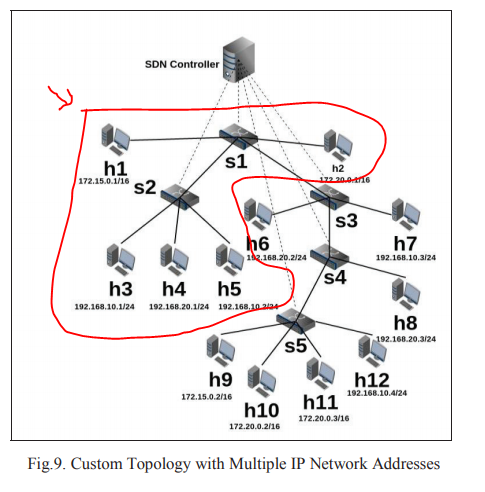 SDN Controller
h1
172.15.0.1/16
s1
h2
172.20.0.1/16
s2
s3
h6
192.168.20.2/24
h7
192.168.10.3/24
h3
192.168.10.1/24
h4
192.168.20.1/24
h5
192.168.10.2/24
s4
h8
192.168.20.3/24
s5
h9
172.15.0.2/16
h10
172.20.0.2/16
h11
172.20.0.3/16
h12
192.168.10.4/24
Fig.9. Custom Topology with Multiple IP Network Addresses